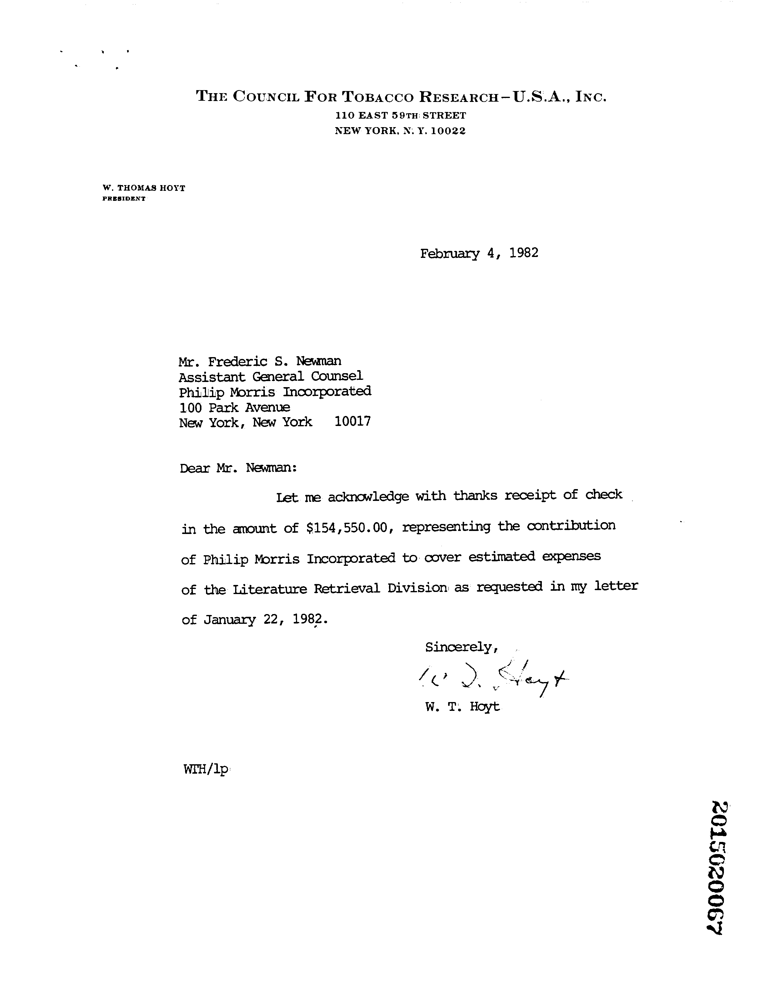 THE COUNCIL FOR TOBACCO RESEARCH-U.S.A., INC.
110 EAST 59TH STREET
NEW YORK, N. Y. 10022
W. THOMAS HOYT
PRESIDENT
February 4, 1982
Mr. Frederic S. Newman
Assistant General Counsel
Philip Morris Incorporated
100 Park Avenue
New York, New York 10017
Dear Mr. Newman:
Let me acknowledge with thanks receipt of check
in the amount of $154,550.00, representing the contribution
of Philip Morris Incorporated to cover estimated expenses
of the Literature Retrieval Division as requested in my letter
of January 22, 1982.
Sincerely,
W. T. Hoyt
W. T. Hoyt
WTH/lp
2015020067